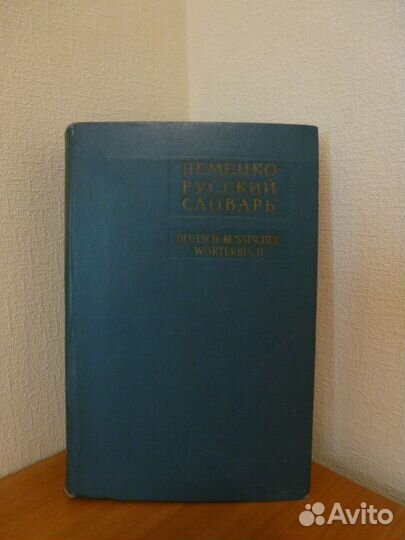 НЕМЕЦКО-
РУССКИЙ
СЛОВАРЬ
DEUTSCH-RUSSISCHES
WÖRTERBUCH
Avito